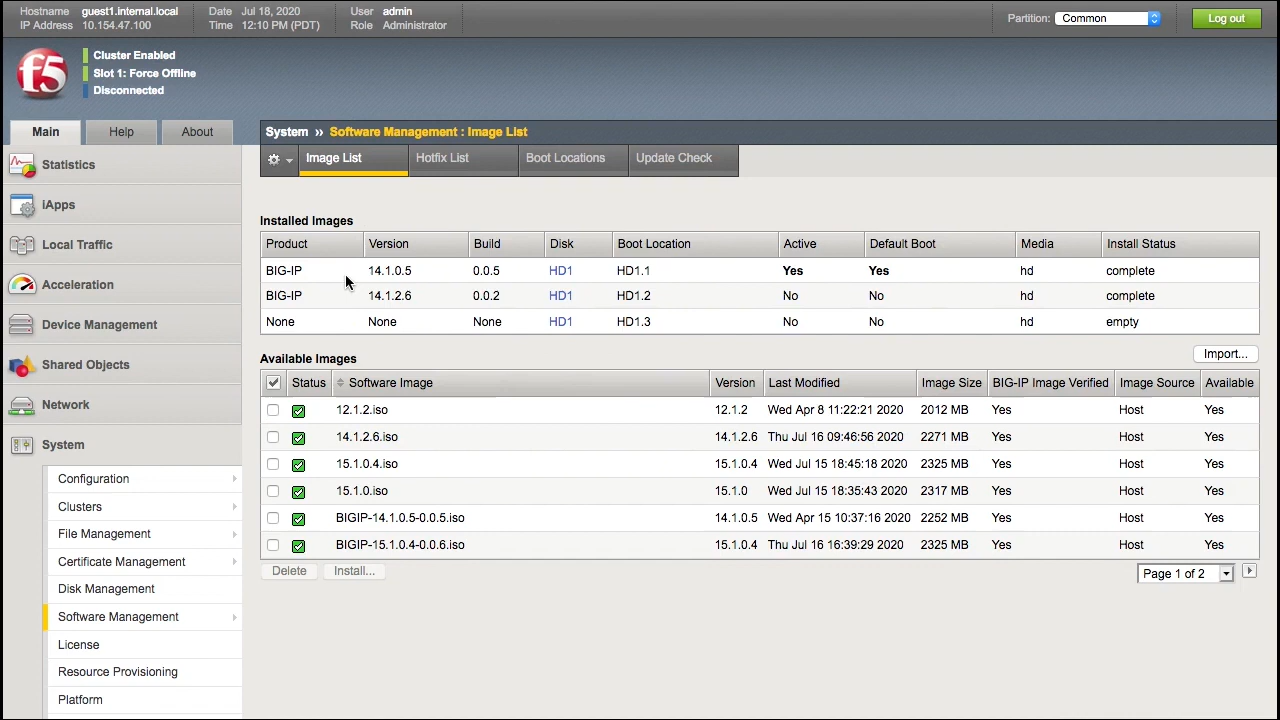 Hostname guest1.internal.local Date Jul 18, 2020 User admin
IP Address 10.154.47.100 Time 12:10 PM (PDT) Role Administrator
Partition: Common Log out
f5
Cluster Enabled
Slot 1: Force Offline
Disconnected
Main Help About
System » Software Management : Image List
Image List Hotfix List Boot Locations Update Check
Statistics
iApps
Local Traffic
Acceleration
Device Management
Shared Objects
Network
System
Configuration
Clusters
File Management
Certificate Management
Disk Management
Software Management
License
Resource Provisioning
Platform
Installed Images
Product Version Build Disk Boot Location Active Default Boot Media Install Status
BIG-IP 14.1.0.5 0.0.5 HD1 HD1.1 Yes Yes hd complete
BIG-IP 14.1.2.6 0.0.2 HD1 HD1.2 No No hd complete
None None None HD1 HD1.3 No No hd empty
Available Images Import...
Status Software Image Version Last Modified Image Size BIG-IP Image Verified Image Source Available
12.1.2.iso 12.1.2 Wed Apr 8 11:22:21 2020 2012 MB Yes Host Yes
14.1.2.6.iso 14.1.2.6 Thu Jul 16 09:46:56 2020 2271 MB Yes Host Yes
15.1.0.4.iso 15.1.0.4 Wed Jul 15 18:45:18 2020 2325 MB Yes Host Yes
15.1.0.iso 15.1.0 Wed Jul 15 18:35:43 2020 2317 MB Yes Host Yes
BIGIP-14.1.0.5-0.0.5.iso 14.1.0.5 Wed Apr 15 10:37:16 2020 2252 MB Yes Host Yes
BIGIP-15.1.0.4-0.0.6.iso 15.1.0.4 Thu Jul 16 16:39:29 2020 2325 MB Yes Host Yes
Delete Install... Page 1 of 2